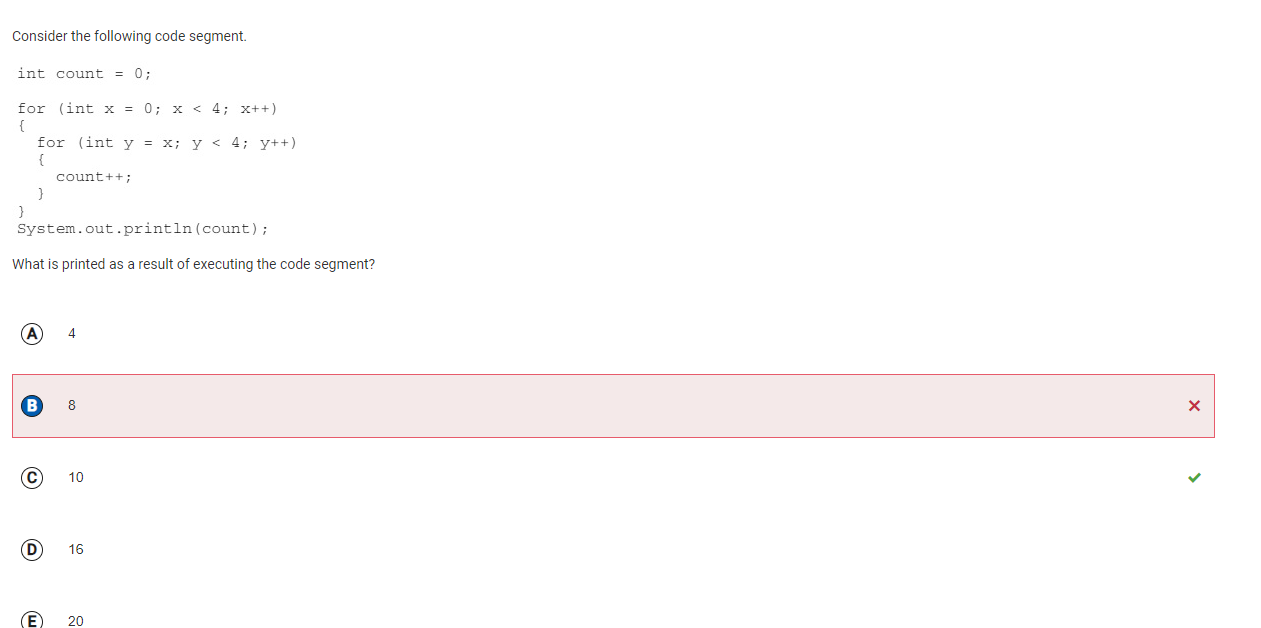 Consider the following code segment.
int count = 0;
for (int x = 0; x < 4; x++)
{
for (int y = x; y < 4; y++)
{
count++;
}
}
System.out.println(count);
What is printed as a result of executing the code segment?
A 4
B 8
C 10
D 16
E 20